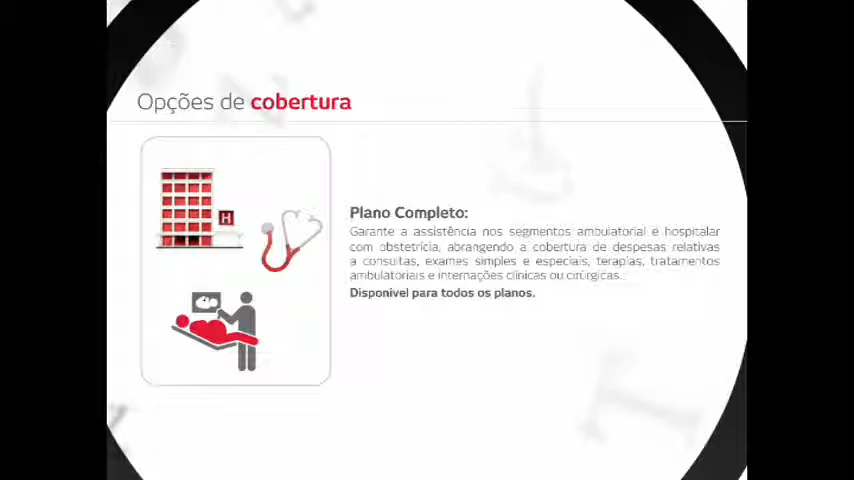 Opções de cobertura
H
Plano Completo:
Garante a assistência nos segmentos ambulatorial e hospitalar
com obstetrícia, abrangendo a cobertura de despesas relativas
a consultas, exames simples e especiais, terapias, tratamentos
ambulatoriais e internações clínicas ou cirúrgicas.
Disponivel para todos os planos.